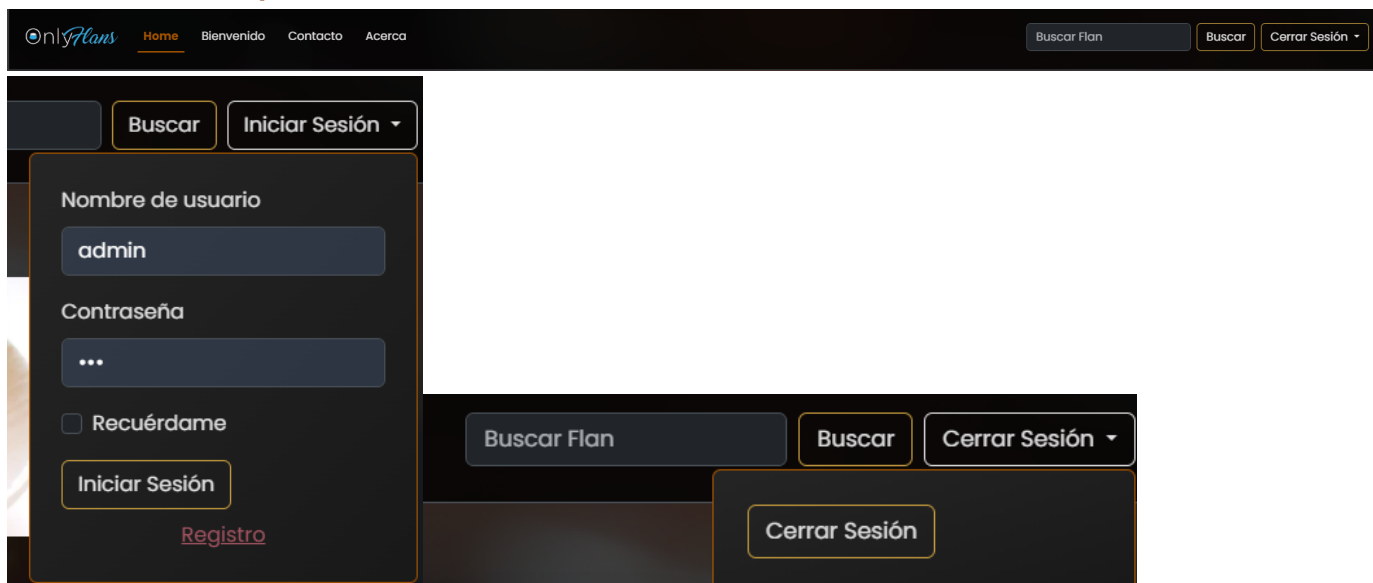 OnlyFlans Home Bienvenido Contacto Acerca Buscar Flan Buscar Cerrar Sesión
Buscar Iniciar Sesión
Nombre de usuario
admin
Contraseña
•••
Recuérdame
Iniciar Sesión
Registro
Buscar Flan Buscar Cerrar Sesión
Cerrar Sesión